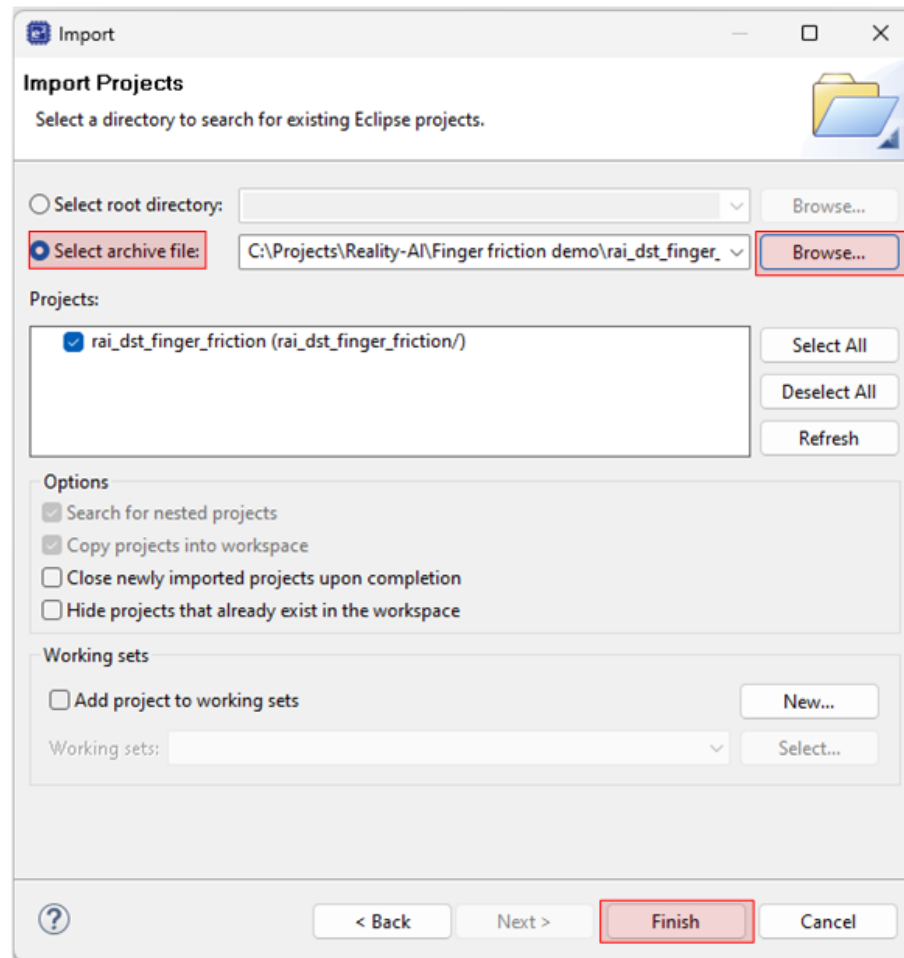 Import
Import Projects
Select a directory to search for existing Eclipse projects.
Select root directory: Browse...
Select archive file: C:\Projects\Reality-AI\Finger friction demo\rai_dst_finger_ Browse...
Projects:
rai_dst_finger_friction (rai_dst_finger_friction/)
Select All
Deselect All
Refresh
Options
Search for nested projects
Copy projects into workspace
Close newly imported projects upon completion
Hide projects that already exist in the workspace
Working sets
Add project to working sets New...
Working sets: Select...
? < Back Next > Finish Cancel